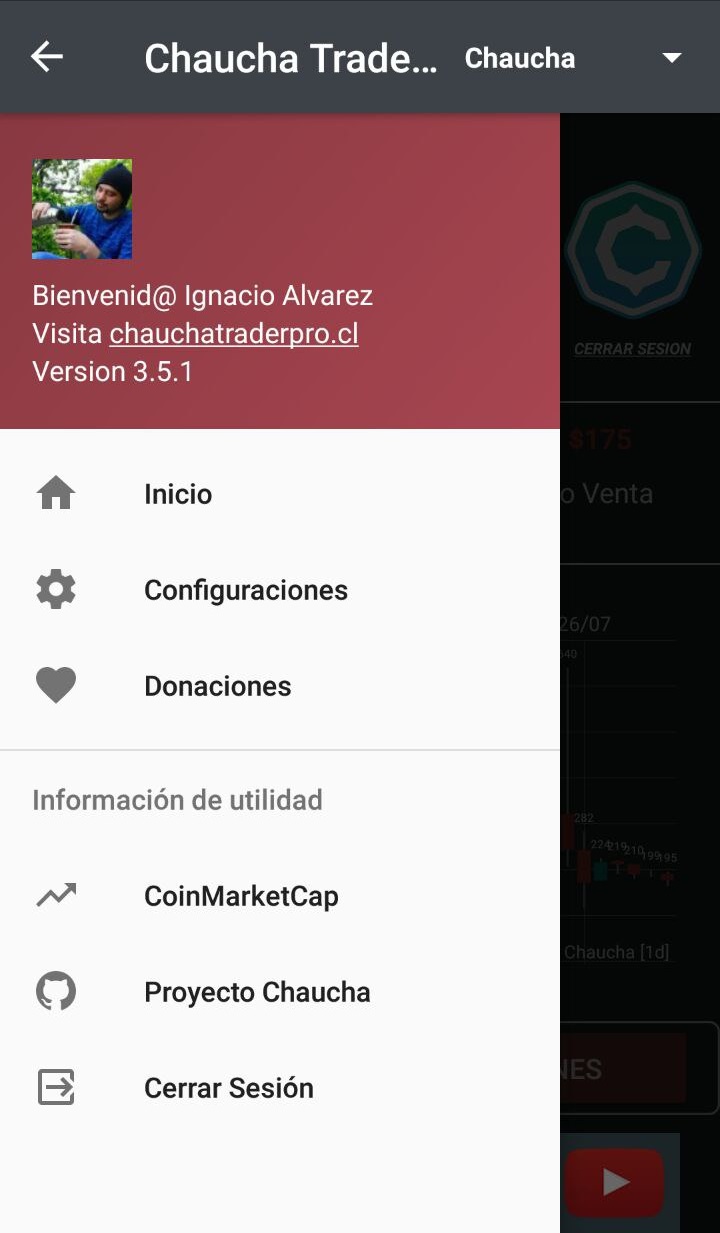 Chaucha Trade... Chaucha
Bienvenid@ Ignacio Alvarez
Visita chauchatraderpro.cl
Version 3.5.1
CERRAR SESION
$175
o Venta
Inicio
Configuraciones
Donaciones
26/07
282
224
219
210
199
195
Información de utilidad
CoinMarketCap
Chaucha [1d]
Proyecto Chaucha
NES
Cerrar Sesión